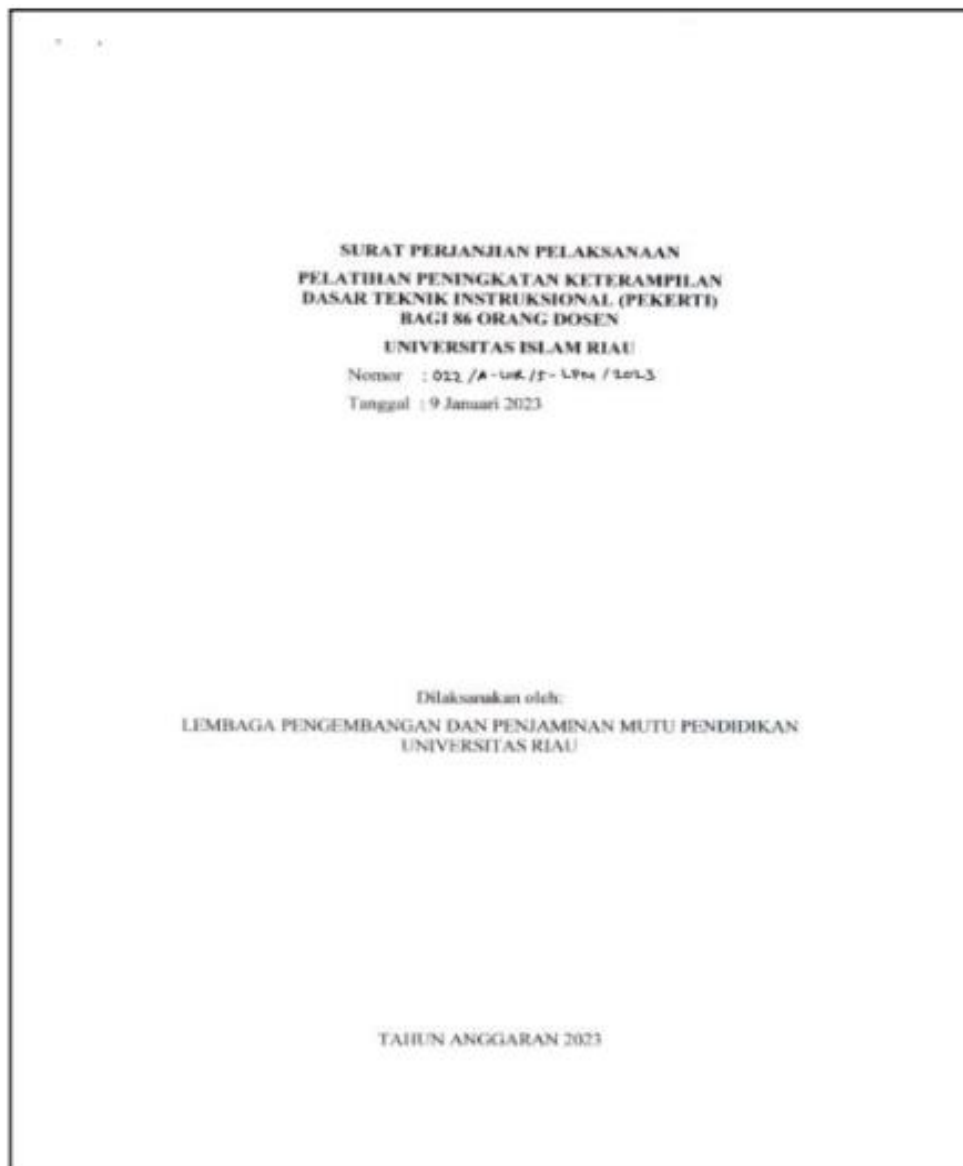 SURAT PERJANJIAN PELAKSANAAN
PELATIHAN PENINGKATAN KETERAMPILAN
DASAR TEKNIK INSTRUKSIONAL (PEKERTI)
BAGI 86 ORANG DOSEN
UNIVERSITAS ISLAM RIAU
Nomor : 022 /A-UIR/5-LPM/2023
Tanggal : 9 Januari 2023
Dilaksanakan oleh:
LEMBAGA PENGEMBANGAN DAN PENJAMINAN MUTU PENDIDIKAN
UNIVERSITAS RIAU
TAHUN ANGGARAN 2023